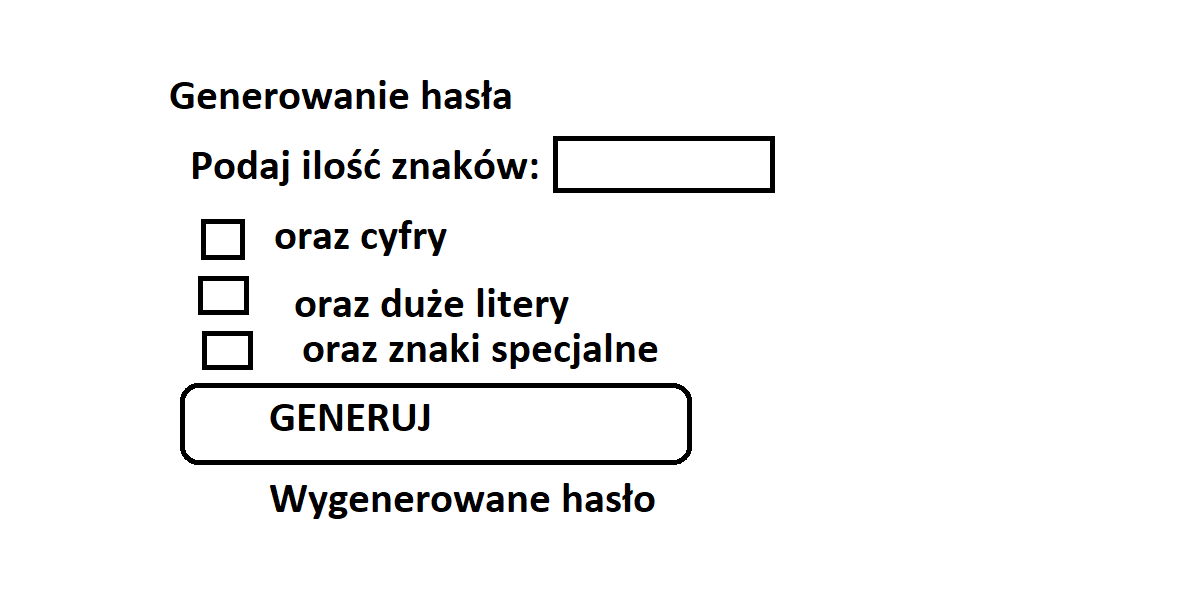 Generowanie hasła
Podaj ilość znaków:
oraz cyfry
oraz duże litery
oraz znaki specjalne
GENERUJ
Wygenerowane hasło